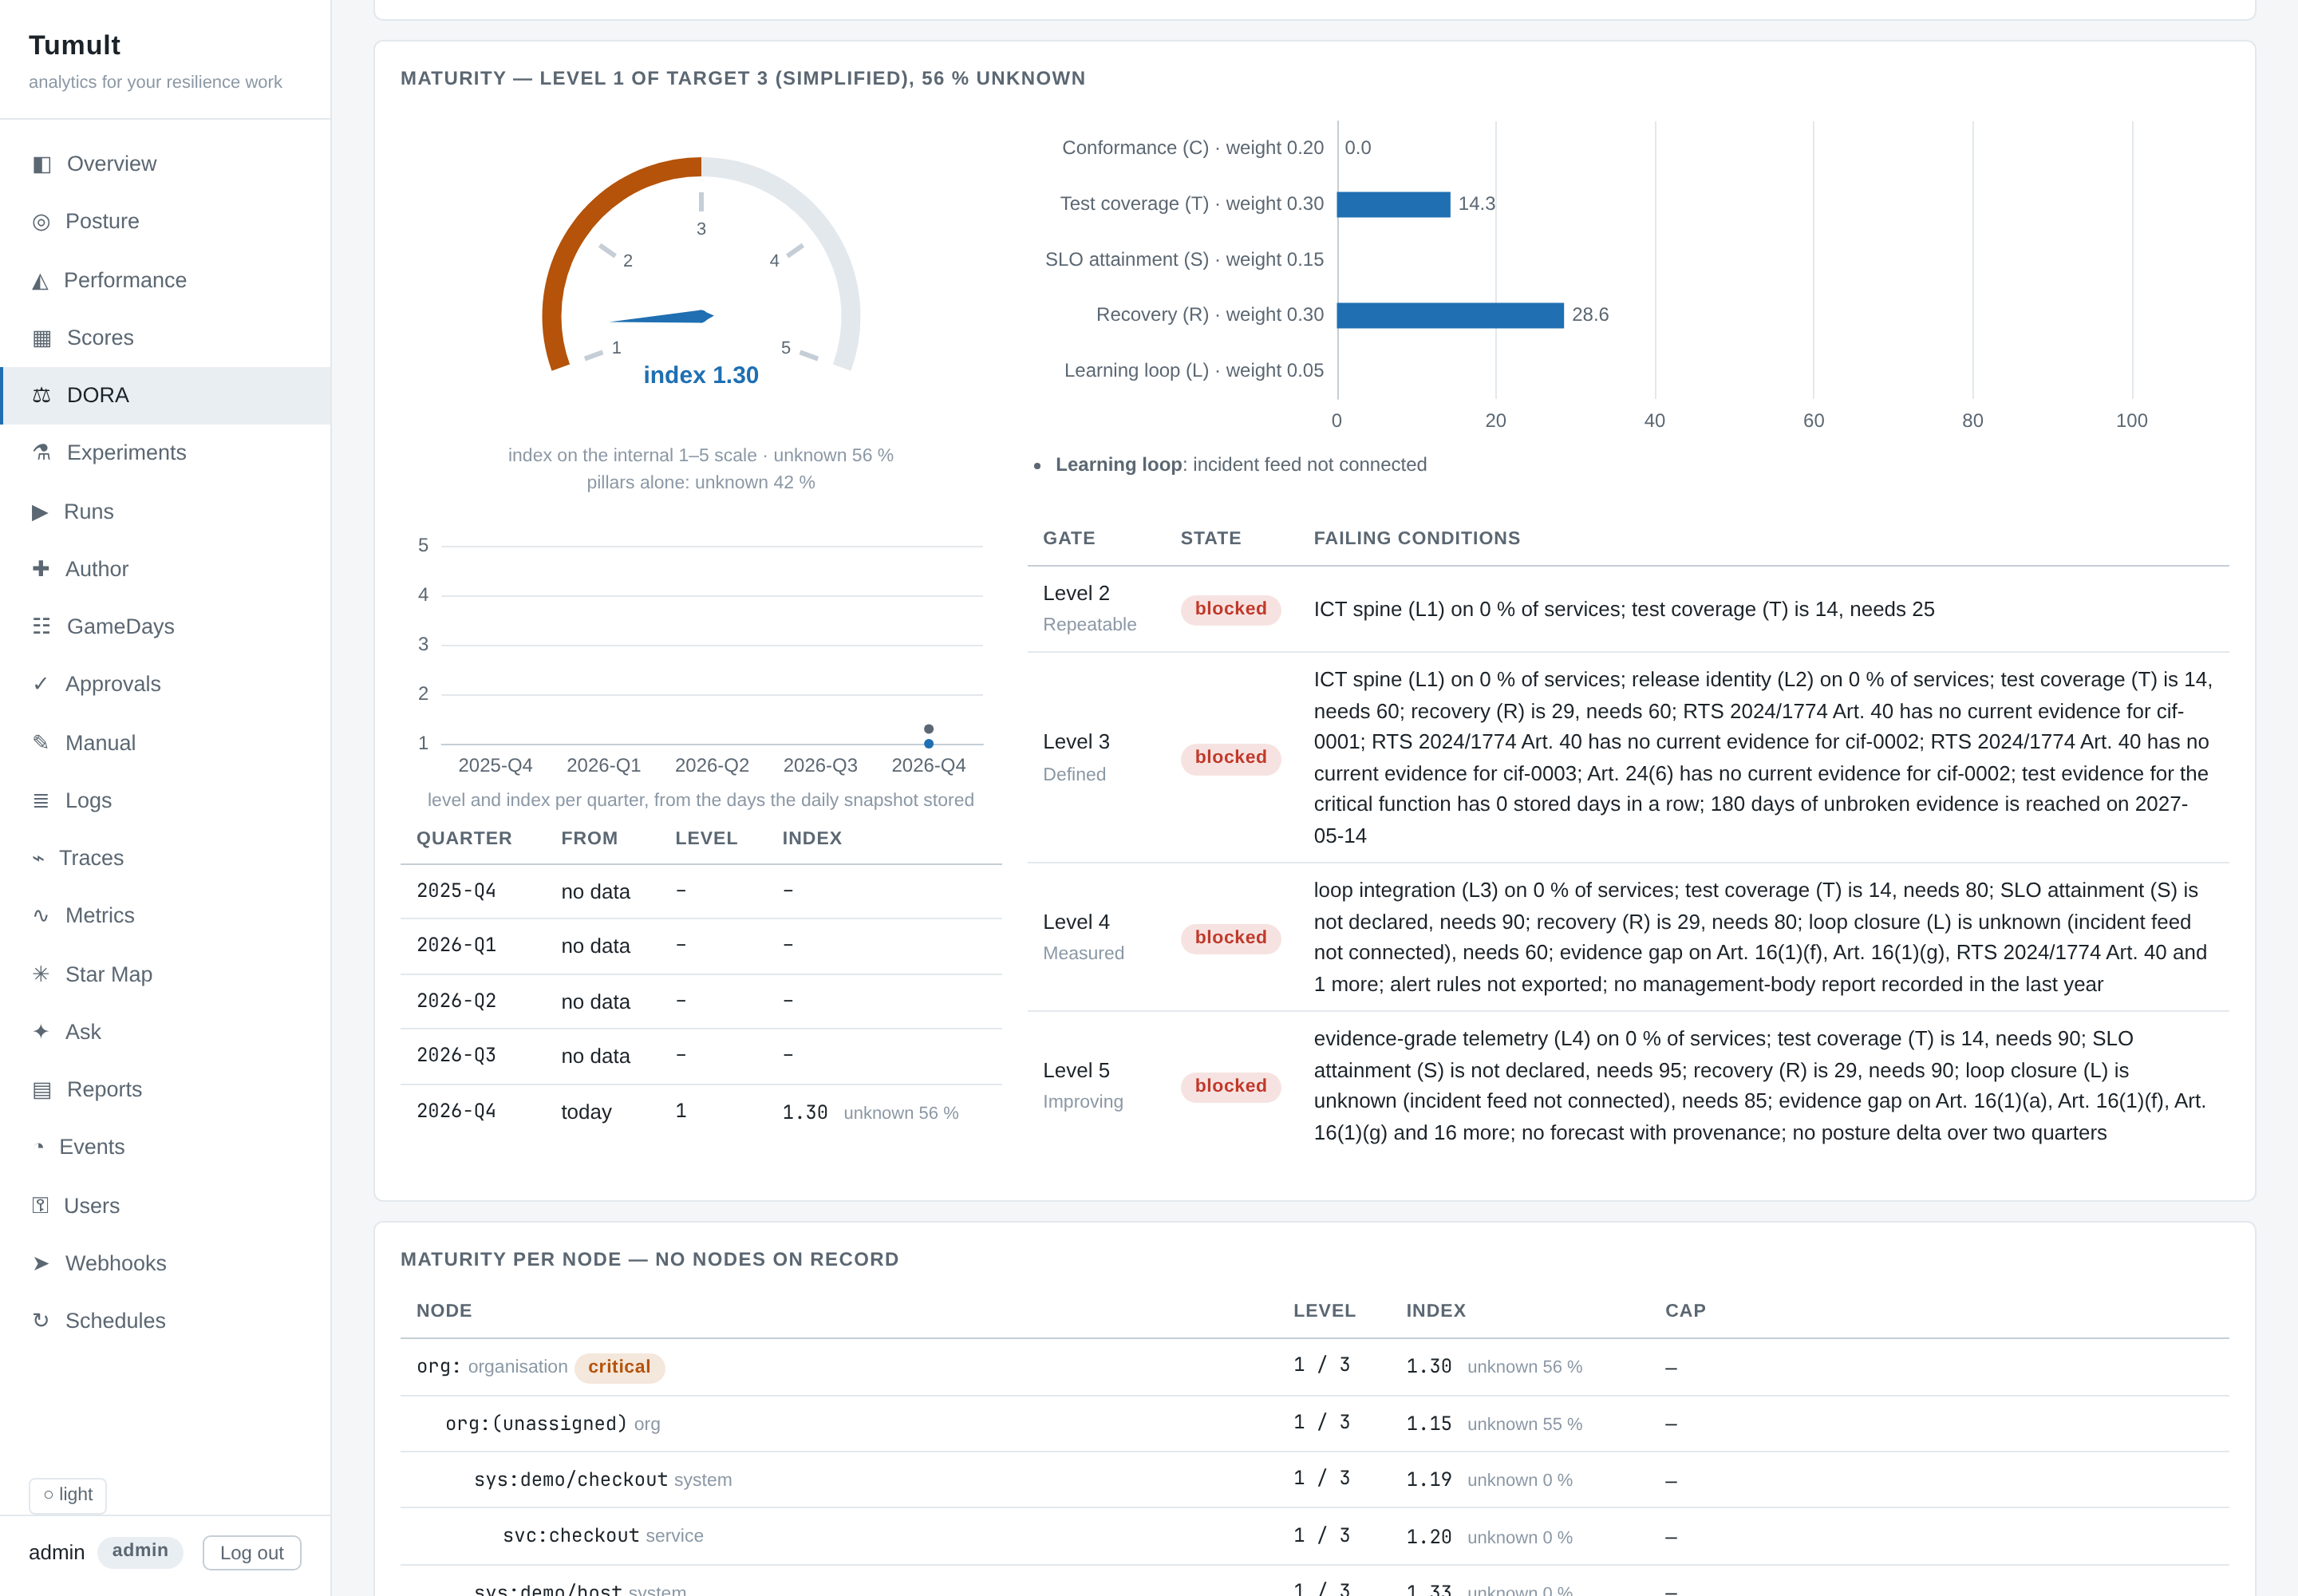 Tumult
analytics for your resilience work
Overview
Posture
Performance
Scores
DORA
Experiments
Runs
Author
GameDays
Approvals
Manual
Logs
Traces
Metrics
Star Map
Ask
Reports
Events
Users
Webhooks
Schedules
light
admin admin Log out
MATURITY — LEVEL 1 OF TARGET 3 (SIMPLIFIED), 56 % UNKNOWN
1 2 3 4 5
index 1.30
index on the internal 1–5 scale · unknown 56 %
pillars alone: unknown 42 %
Conformance (C) · weight 0.20 0.0
Test coverage (T) · weight 0.30 14.3
SLO attainment (S) · weight 0.15
Recovery (R) · weight 0.30 28.6
Learning loop (L) · weight 0.05
0 20 40 60 80 100
• Learning loop: incident feed not connected
5
4
3
2
1
2025-Q4 2026-Q1 2026-Q2 2026-Q3 2026-Q4
level and index per quarter, from the days the daily snapshot stored
QUARTER FROM LEVEL INDEX
2025-Q4 no data – –
2026-Q1 no data – –
2026-Q2 no data – –
2026-Q3 no data – –
2026-Q4 today 1 1.30 unknown 56 %
GATE STATE FAILING CONDITIONS
Level 2
Repeatable
blocked
ICT spine (L1) on 0 % of services; test coverage (T) is 14, needs 25
Level 3
Defined
blocked
ICT spine (L1) on 0 % of services; release identity (L2) on 0 % of services; test coverage (T) is 14,
needs 60; recovery (R) is 29, needs 60; RTS 2024/1774 Art. 40 has no current evidence for cif-
0001; RTS 2024/1774 Art. 40 has no current evidence for cif-0002; RTS 2024/1774 Art. 40 has no
current evidence for cif-0003; Art. 24(6) has no current evidence for cif-0002; test evidence for the
critical function has 0 stored days in a row; 180 days of unbroken evidence is reached on 2027-
05-14
Level 4
Measured
blocked
loop integration (L3) on 0 % of services; test coverage (T) is 14, needs 80; SLO attainment (S) is
not declared, needs 90; recovery (R) is 29, needs 80; loop closure (L) is unknown (incident feed
not connected), needs 60; evidence gap on Art. 16(1)(f), Art. 16(1)(g), RTS 2024/1774 Art. 40 and
1 more; alert rules not exported; no management-body report recorded in the last year
Level 5
Improving
blocked
evidence-grade telemetry (L4) on 0 % of services; test coverage (T) is 14, needs 90; SLO
attainment (S) is not declared, needs 95; recovery (R) is 29, needs 90; loop closure (L) is
unknown (incident feed not connected), needs 85; evidence gap on Art. 16(1)(a), Art. 16(1)(f), Art.
16(1)(g) and 16 more; no forecast with provenance; no posture delta over two quarters
MATURITY PER NODE — NO NODES ON RECORD
NODE LEVEL INDEX CAP
org: organisation critical 1 / 3 1.30 unknown 56 % –
org:(unassigned) org 1 / 3 1.15 unknown 55 % –
sys:demo/checkout system 1 / 3 1.19 unknown 0 % –
svc:checkout service 1 / 3 1.20 unknown 0 % –
sys:demo/host system 1 / 3 1.33 unknown 0 % –